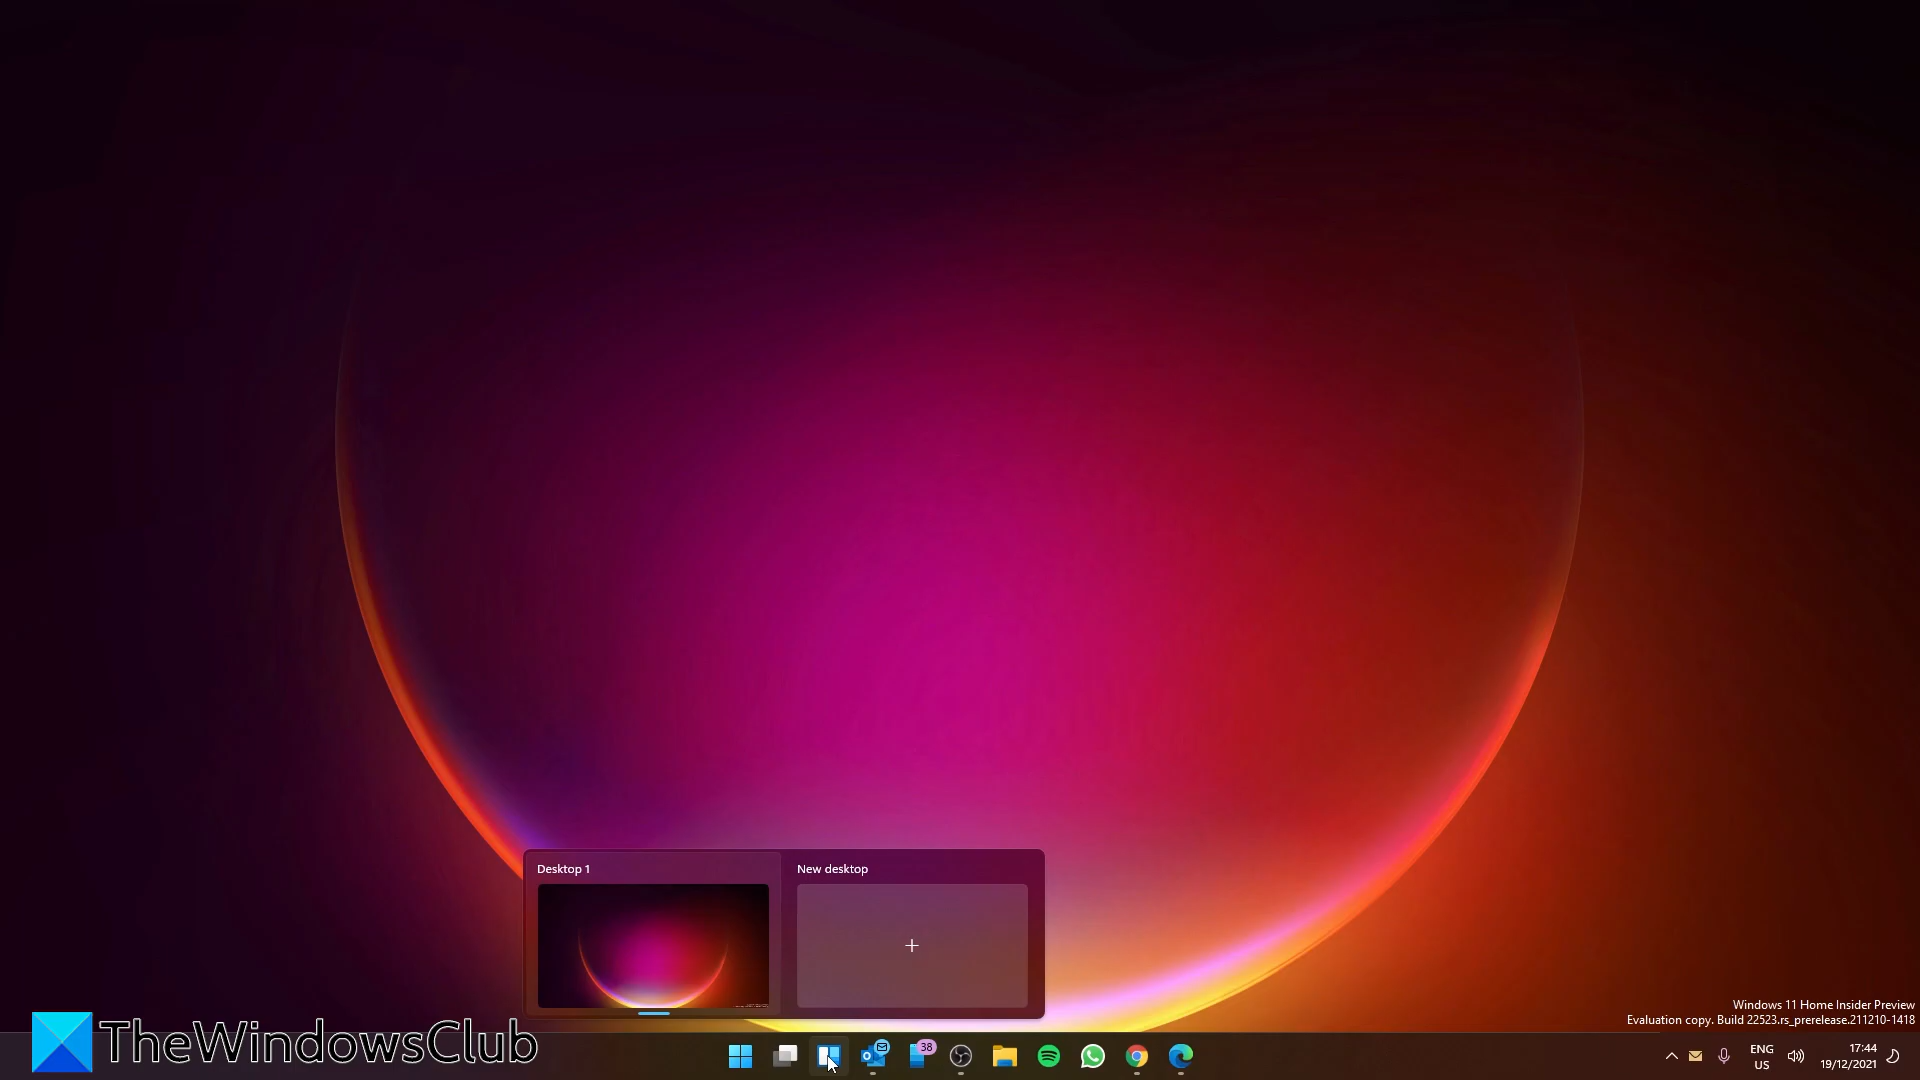 Desktop 1
New desktop
+
Windows 11 Home Insider Preview
Evaluation copy. Build 22523.rs_prerelease.211210-1418
TheWindowsClub
38
ENG
US
17:44
19/12/2021